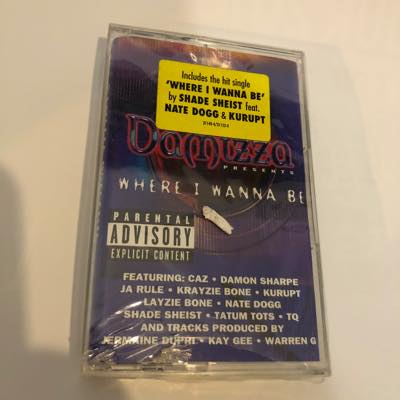 Includes the hit single
'WHERE I WANNA BE'
by SHADE SHEIST feat.
NATE DOGG & KURUPT
DaMizza
PRESENTS
WHERE I WANNA BE
PARENTAL
ADVISORY
EXPLICIT CONTENT
FEATURING: CAZ • DAMON SHARPE
JA RULE • KRAYZIE BONE • KURUPT
LAYZIE BONE • NATE DOGG
SHADE SHEIST • TATUM TOTS • TQ
AND TRACKS PRODUCED BY
JERMAINE DUPRI • KAY GEE • WARREN G